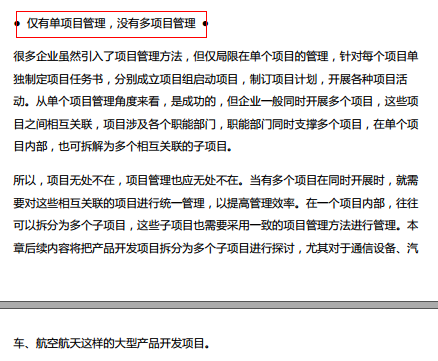 仅有单项目管理，没有多项目管理
很多企业虽然引入了项目管理方法，但仅局限在单个项目的管理，针对每个项目单
独制定项目任务书，分别成立项目组启动项目，制订项目计划，开展各种项目活
动。从单个项目管理角度来看，是成功的，但企业一般同时开展多个项目，这些项
目之间相互关联，项目涉及各个职能部门，职能部门同时支撑多个项目，在单个项
目内部，也可拆解为多个相互关联的子项目。
所以，项目无处不在，项目管理也应无处不在。当有多个项目在同时开展时，就需
要对这些相互关联的项目进行统一管理，以提高管理效率。在一个项目内部，往往
可以分拆为多个子项目，这些子项目也需要采用一致的项目管理方法进行管理。本
章后续内容将把产品开发项目拆分为多个子项目进行探讨，尤其对于通信设备、汽
车、航空航天这样的大型产品开发项目。